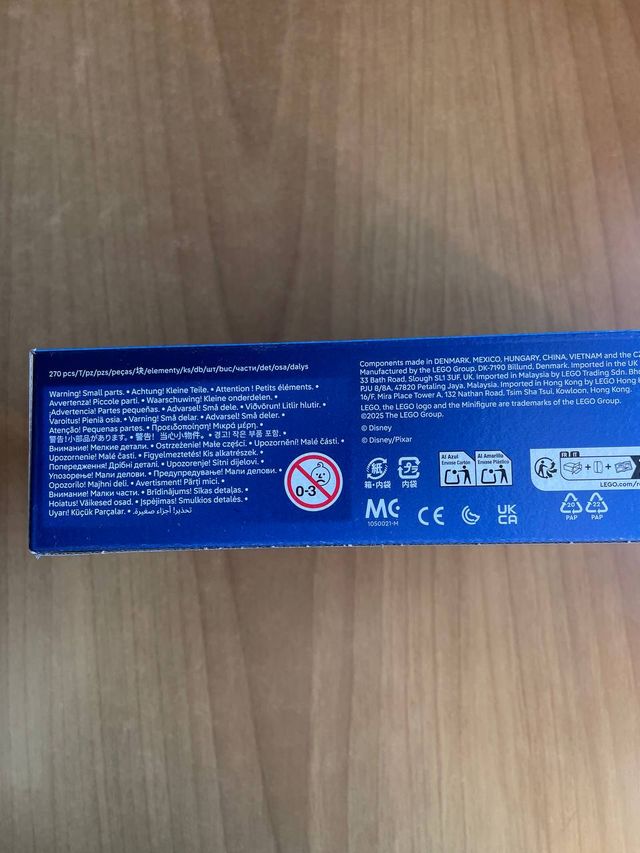 270 pcs/T/pz/pzs/peças/块/elementy/ks/db/шт/buc/части/det/osa/dalys
Warning! Small parts. • Achtung! Kleine Teile. • Attention ! Petits éléments. •
Avvertenza! Piccole parti. • Waarschuwing! Kleine onderdelen. •
¡Advertencia! Partes pequeñas. • Advarsel! Små dele. • Viðvörun! Litlir hlutir. •
Varoitus! Pieniä osia. • Varning! Små delar. • Advarsel! Små deler. •
Atenção! Pequenas partes. • Προειδοποίηση! Μικρά μέρη. •
警告!小部品があります。 • 警告! 当心小物件。 • 경고! 작은 부품 포함. •
Внимание! Мелкие детали. • Ostrzeżenie! Małe części. • Upozornění! Malé části. •
Upozornenie! Malé časti. • Figyelmeztetés! Kis alkatrészek. •
Попередження! Дрібні деталі. • Upozorenje! Sitni dijelovi. •
Упозорење! Мали делови. • Предупредување! Мали делови. •
Opozorilo! Majhni deli. • Avertisment! Părți mici. •
Внимание! Малки части. • Brīdinājums! Sīkas detaļas. •
Hoiatus! Väikesed osad. • Įspėjimas! Smulkios detalės. •
Uyarı! Küçük Parçalar. • تحذير! أجزاء صغيرة. •
0-3
Components made in DENMARK, MEXICO, HUNGARY, CHINA, VIETNAM and the CZ
Manufactured by the LEGO Group, DK-7190 Billund, Denmark. Imported in the UK
33 Bath Road, Slough SL1 3UF, UK. Imported in Malaysia by LEGO Trading Sdn. Bhd
PJU 8/8A, 47820 Petaling Jaya, Malaysia. Imported in Hong Kong by LEGO Hong K
16/F, Mira Place Tower A, 132 Nathan Road, Tsim Sha Tsui, Kowloon, Hong Kong.
LEGO, the LEGO logo and the Minifigure are trademarks of the LEGO Group.
©2025 The LEGO Group.
© Disney
© Disney/Pixar
紙 プラ
箱・内袋 外・内袋
Al Azul
Envase Cartón
Al Amarillo
Envase Plástico
FR IT
LEGO.com/r
MC
1050021-M
CE
UK
CA
20
PAP
22
PAP